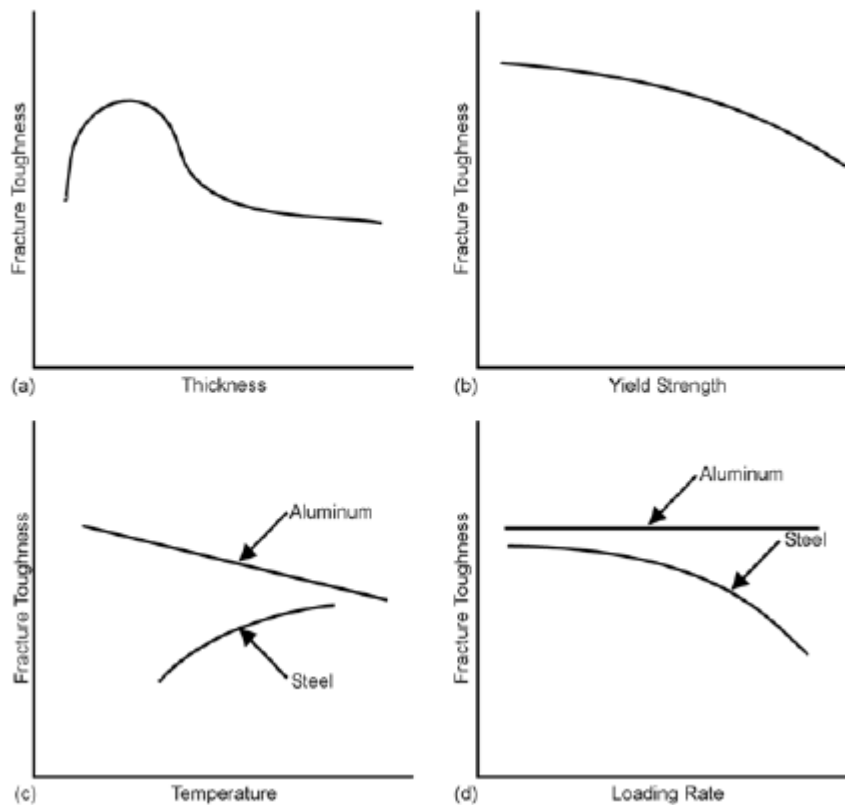 Fracture Toughness
(a)
Thickness
Fracture Toughness
(b)
Yield Strength
Fracture Toughness
Aluminum
Steel
(c)
Temperature
Fracture Toughness
Aluminum
Steel
(d)
Loading Rate